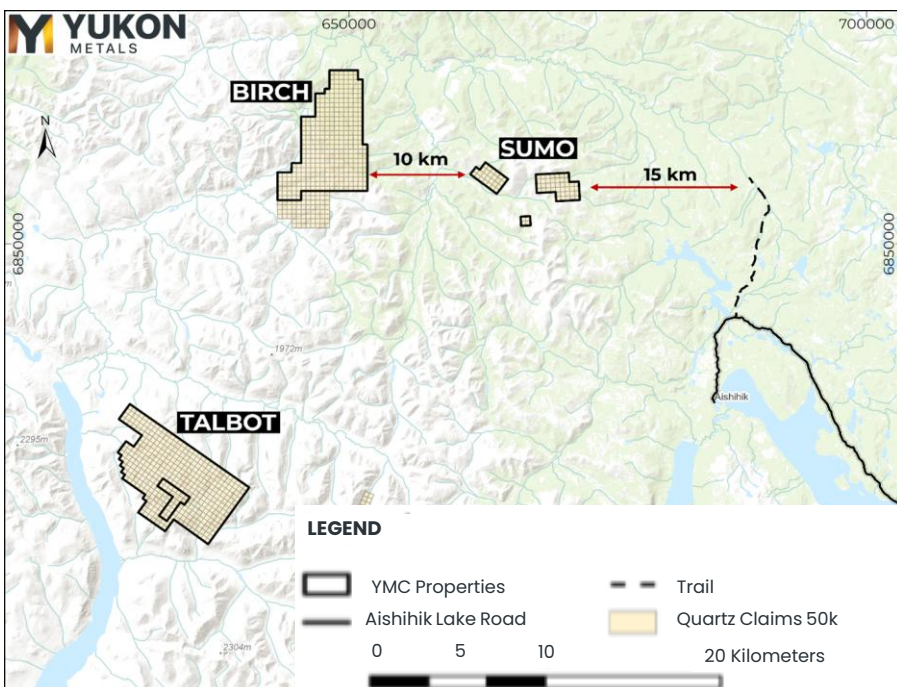 YUKON
METALS
650000
700000
BIRCH
N
10 km
SUMO
15 km
6850000
6850000
1972m
Aishihik
TALBOT
2295m
2304m
LEGEND
YMC Properties
Trail
Aishihik Lake Road
Quartz Claims 50k
0 5 10 20 Kilometers